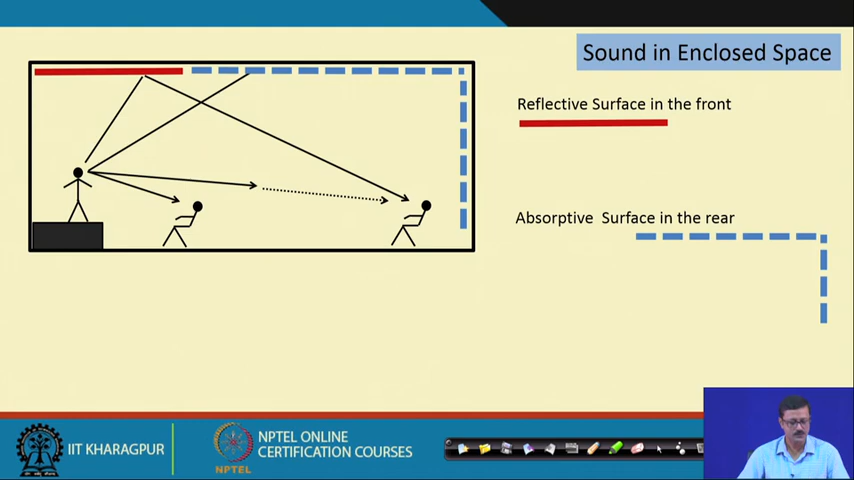 Sound in Enclosed Space
Reflective Surface in the front
Absorptive Surface in the rear
IIT KHARAGPUR
NPTEL
NPTEL ONLINE
CERTIFICATION COURSES